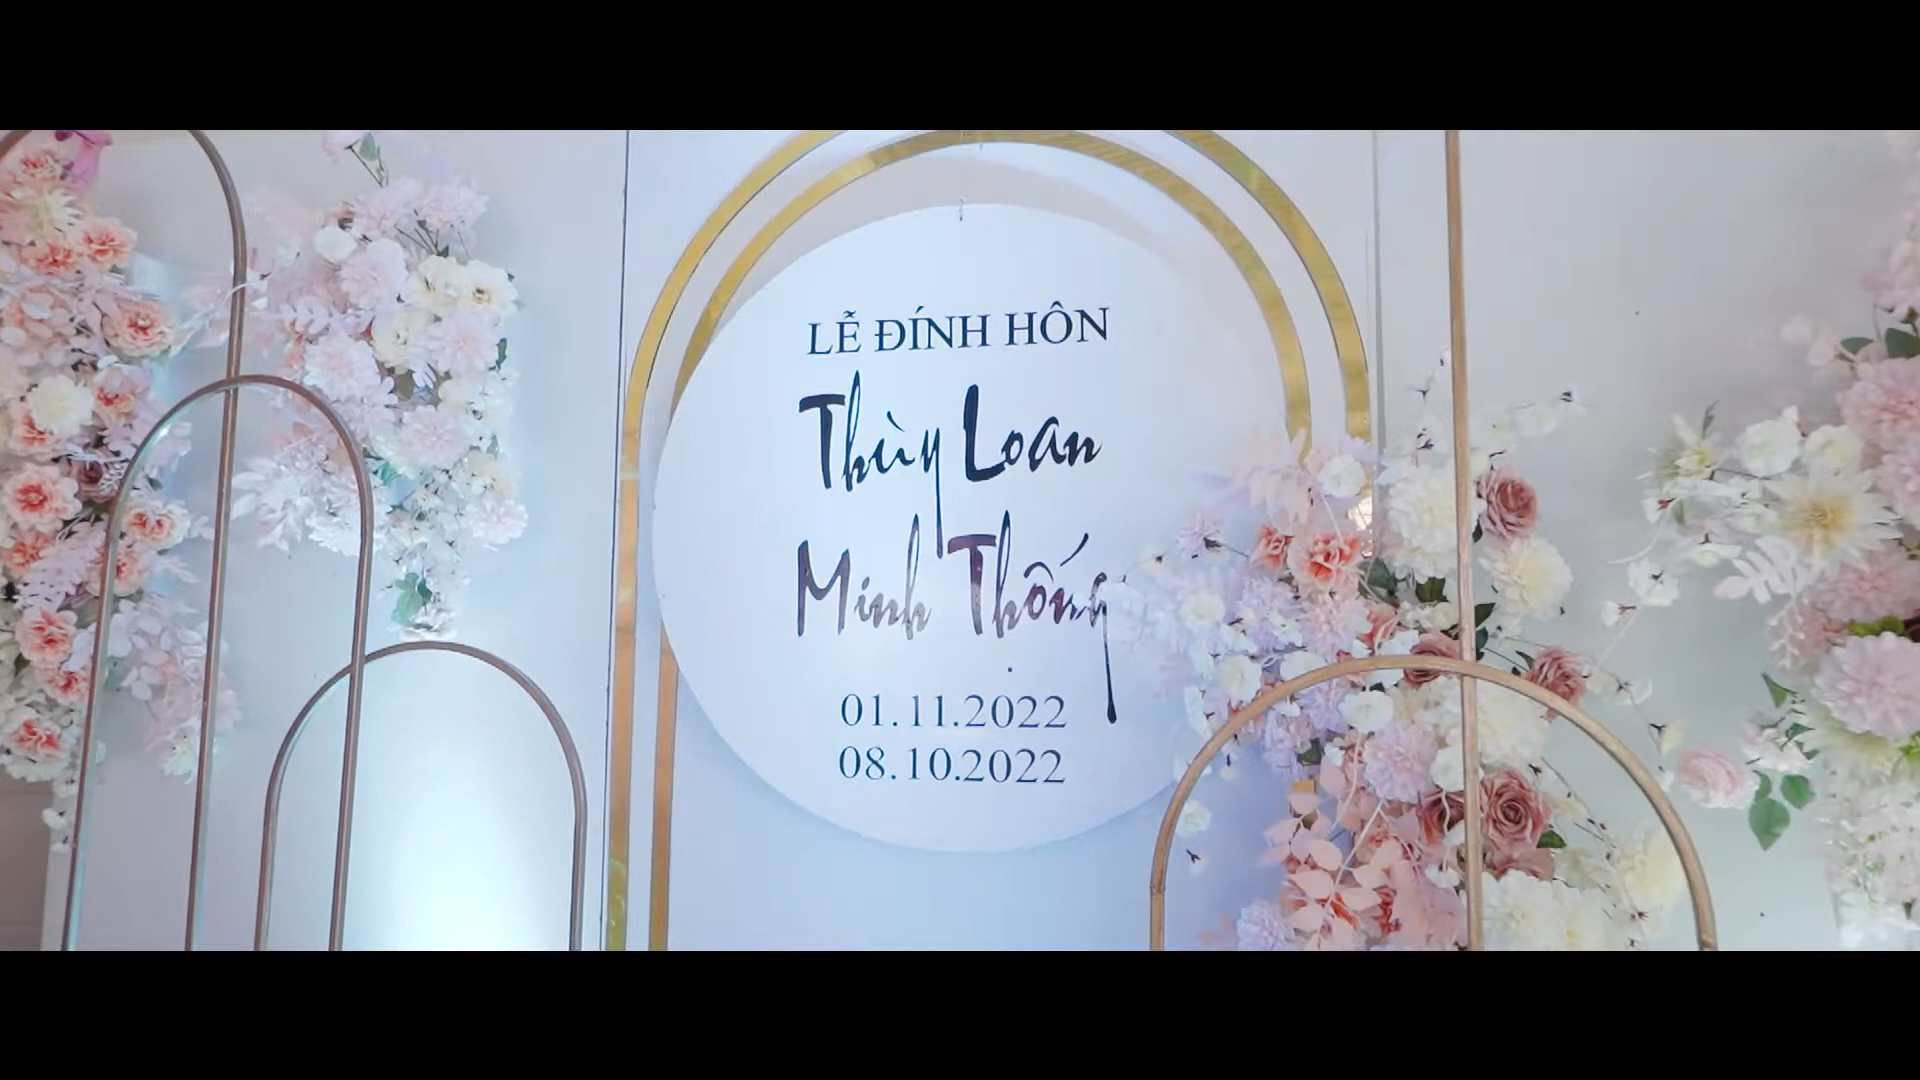 LỄ ĐÍNH HÔN
Thùy Loan
Minh Thống
01.11.2022
08.10.2022